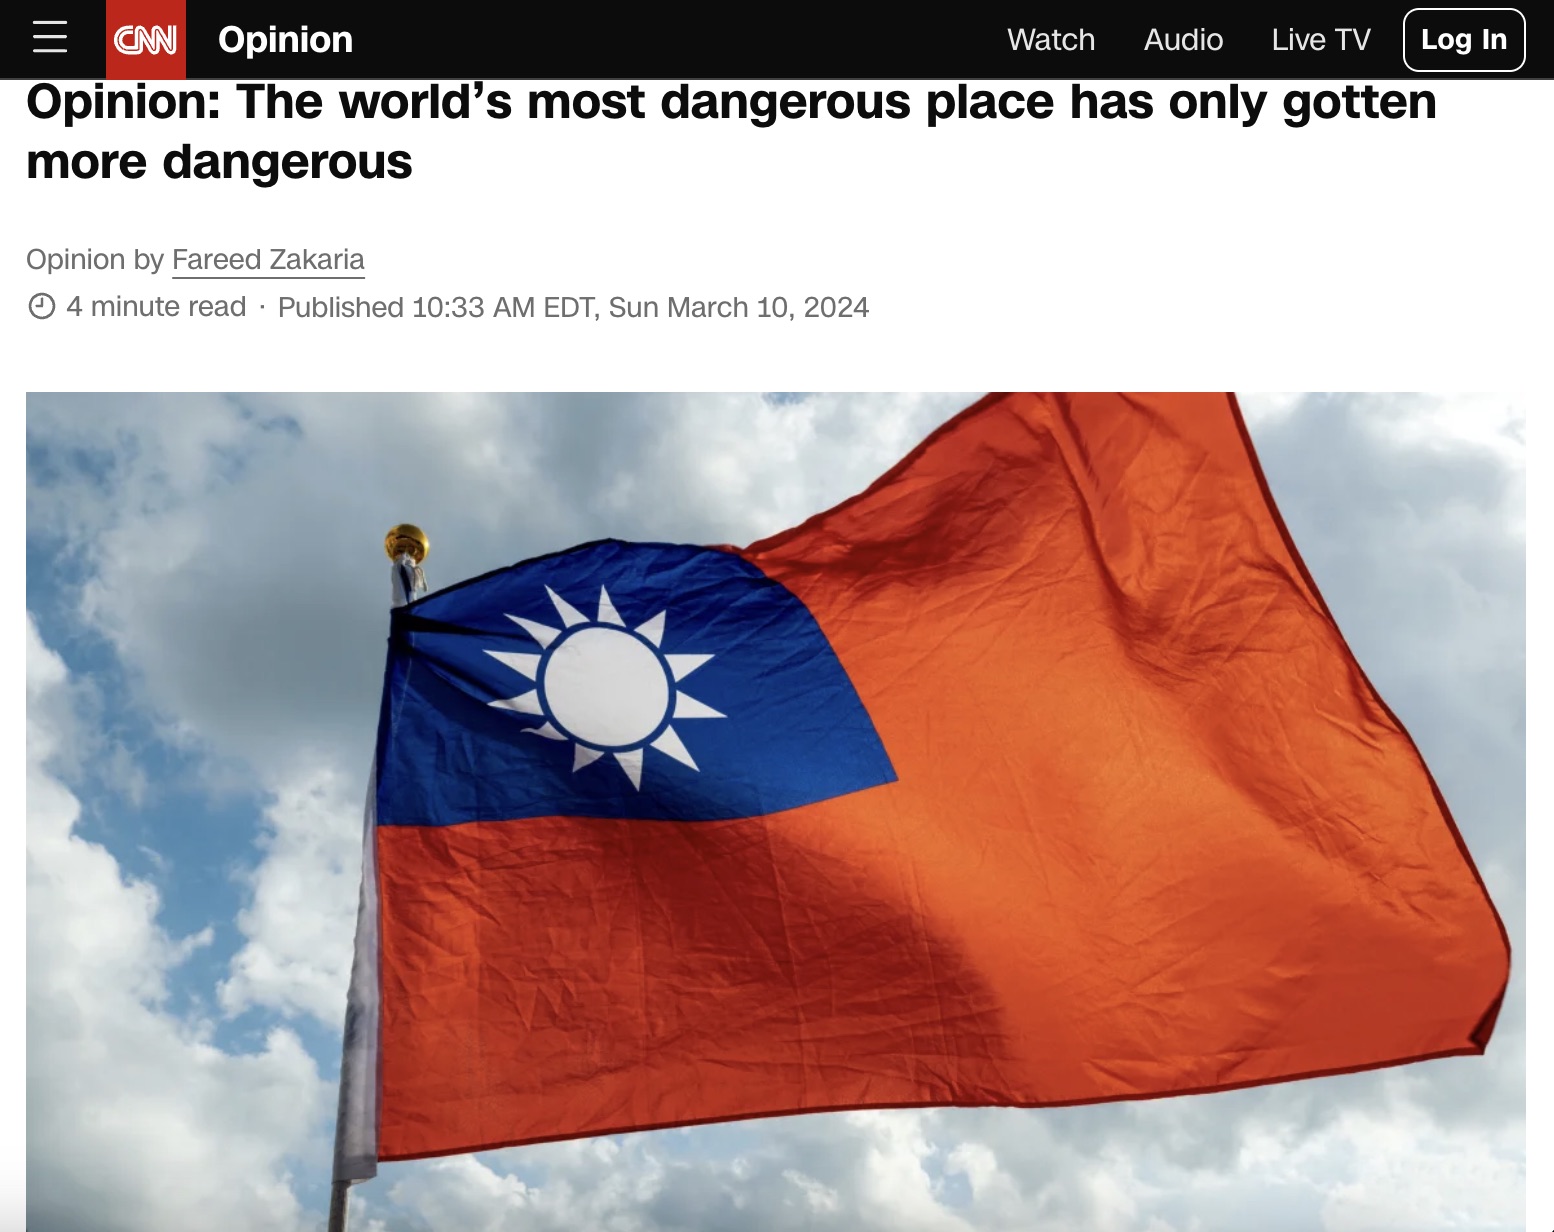 CNN Opinion Watch Audio Live TV Log In
Opinion: The world’s most dangerous place has only gotten
more dangerous
Opinion by Fareed Zakaria
4 minute read · Published 10:33 AM EDT, Sun March 10, 2024